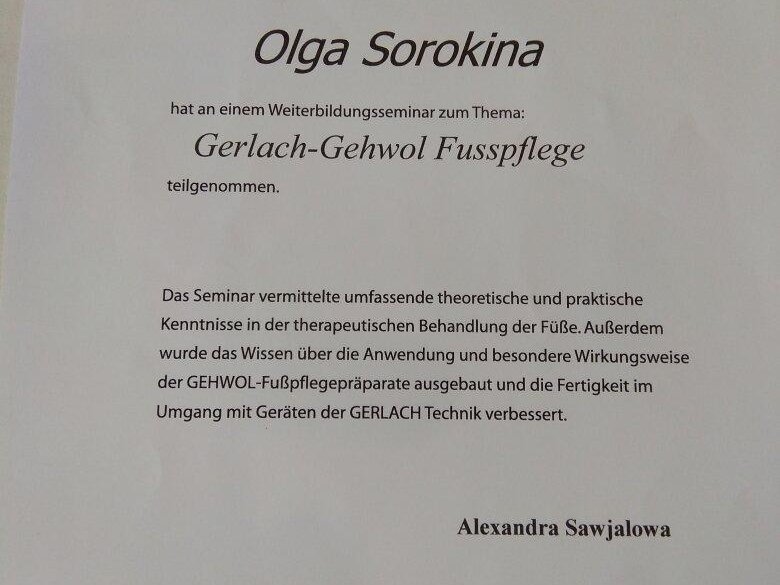 Olga Sorokina
hat an einem Weiterbildungsseminar zum Thema:
Gerlach-Gehwol Fusspflege
teilgenommen.
Das Seminar vermittelte umfassende theoretische und praktische
Kenntnisse in der therapeutischen Behandlung der Füße. Außerdem
wurde das Wissen über die Anwendung und besondere Wirkungsweise
der GEHWOL-Fußpflegepräparate ausgebaut und die Fertigkeit im
Umgang mit Geräten der GERLACH Technik verbessert.
Alexandra Sawjalowa